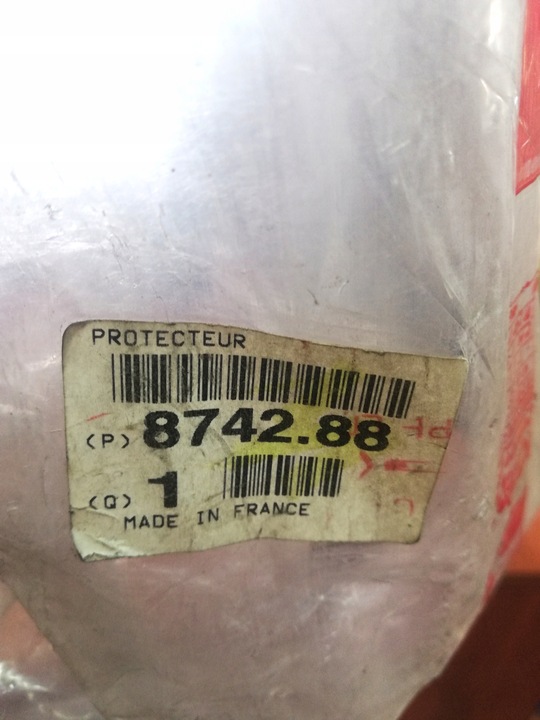 PROTECTEUR
(P) 8742.88
(Q) 1
MADE IN FRANCE